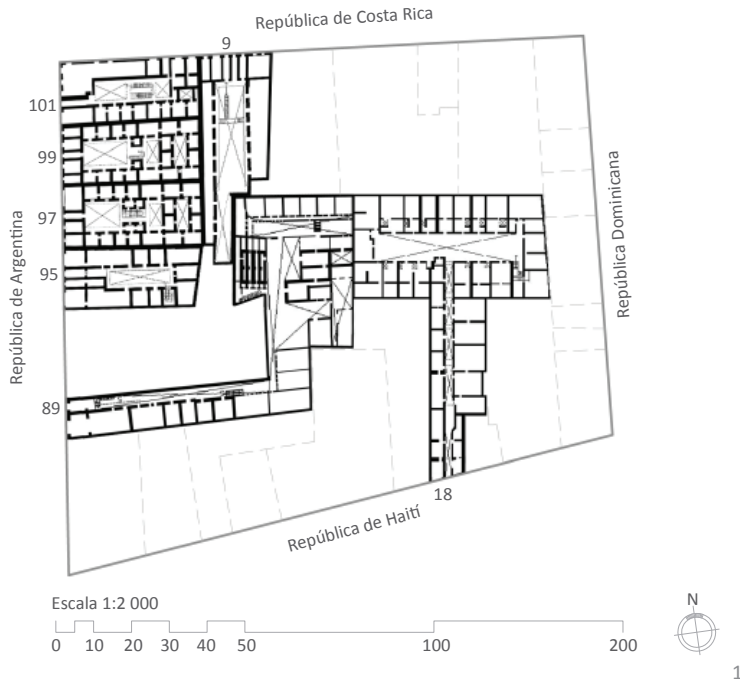 República de Costa Rica
9
101
99
97
95
89
República de Argentina
República Dominicana
18
República de Haití
Escala 1:2 000
0 10 20 30 40 50 100 200
N
1